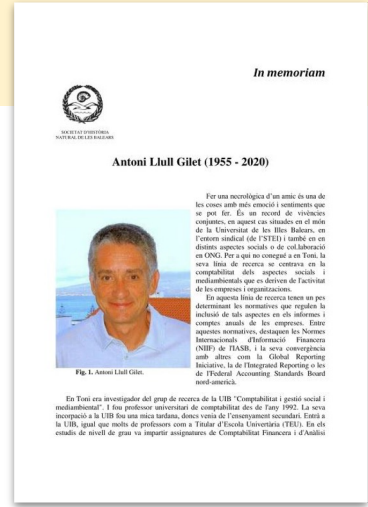 In memoriam
SOCIETAT D'HISTÒRIA
NATURAL DE LES BALEARS
Antoni Llull Gilet (1955 - 2020)
Fer una necrològica d'un amic és una de
les coses amb més emoció i sentiments que
se pot fer. És un record de vivències
conjuntes, en aquest cas situades en el món
de la Universitat de les Illes Balears, en
l'entorn sindical (de l'STEI) i també en en
distints aspectes socials o de col.laboració
en ONG. Per a qui no conegué a en Toni, la
seva línia de recerca se centrava en la
comptabilitat dels aspectes socials i
mediambientals que es deriven de l'activitat
de les empreses i organitzacions.
En aquesta línia de recerca tenen un pes
determinant les normatives que regulen la
inclusió de tals aspectes en els informes i
comptes anuals de les empreses. Entre
aquestes normatives, destaquen les Normes
Internacionals d'Informació Financera
(NIIF) de l'IASB, i la seva convergència
amb altres com la Global Reporting
Iniciative, la de l'Integrated Reporting o les
de l'Federal Accounting Standards Board
nord-americà.
Fig. 1. Antoni Llull Gilet.
En Toni era investigador del grup de recerca de la UIB "Comptabilitat i gestió social i
mediambental". I fou professor universitari de comptabilitat des de l'any 1992. La seva
incorpació a la UIB fou una mica tardana, doncs venia de l'ensenyament secundari. Entrà a
la UIB, igual que molts de professors com a Titular d'Escola Univertària (TEU). En els
estudis de nivell de grau va impartir assignatures de Comptabilitat Financera i d'Anàlisi